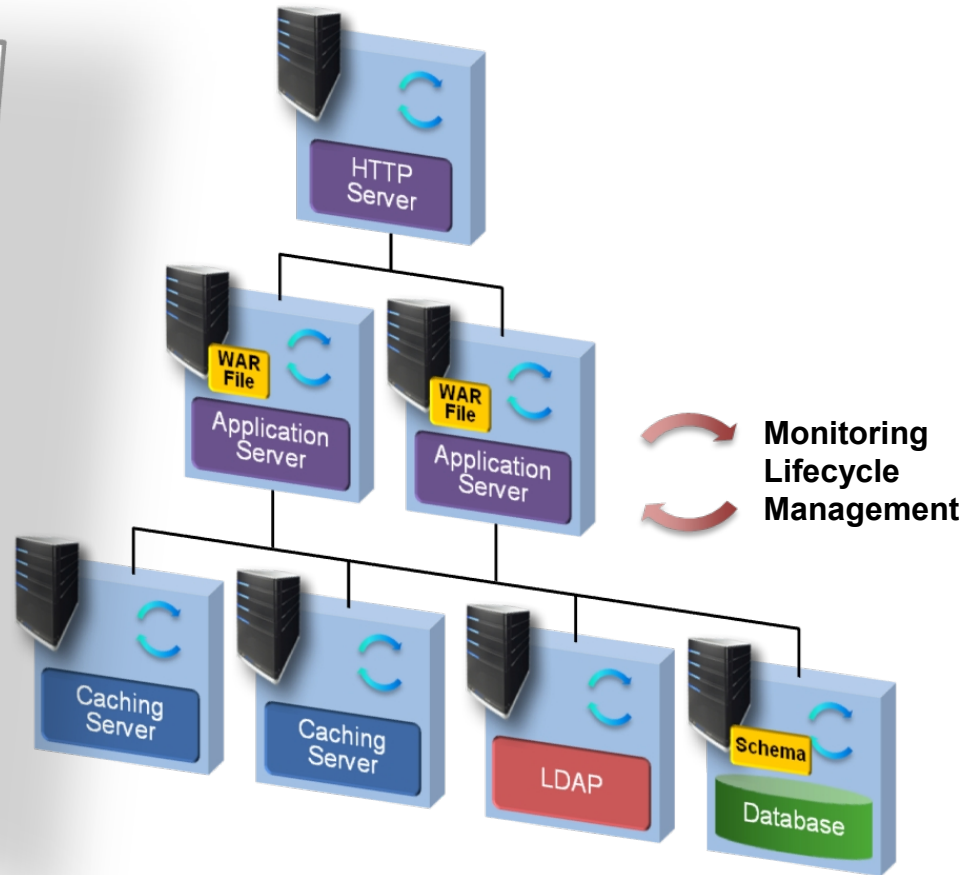 HTTP
Server
WAR
File
Application
Server
WAR
File
Application
Server
Monitoring
Lifecycle
Management
Caching
Server
Caching
Server
LDAP
Schema
Database